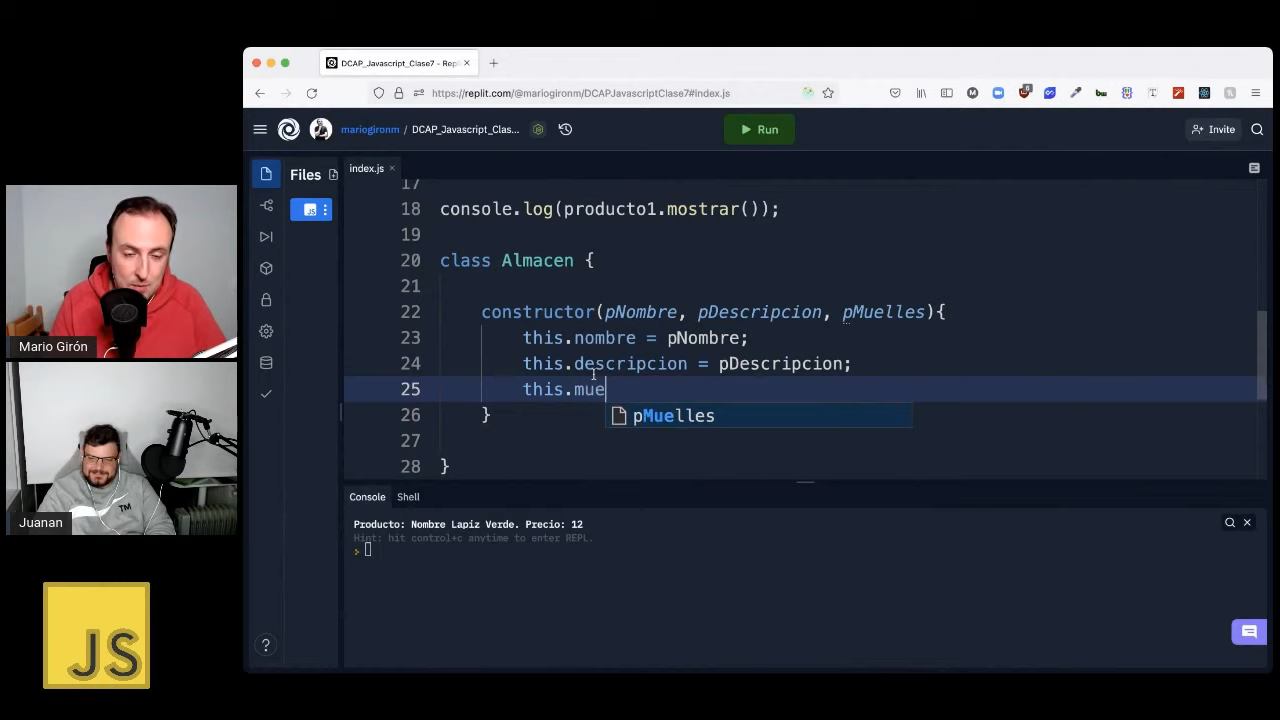 DCAP_Javascript_Clase7 - Repli
https://replit.com/@mariogironm/DCAPJavascriptClase7#index.js
mariogironm / DCAP_Javascript_Clas...
Run
Invite
Files
index.js
17
18 console.log(producto1.mostrar());
19
20 class Almacen {
21
22 constructor(pNombre, pDescripcion, pMuelles){
23 this.nombre = pNombre;
24 this.descripcion = pDescripcion;
25 this.mue
pMuelles
26 }
27
28 }
Console Shell
Producto: Nombre Lapiz Verde. Precio: 12
Hint: hit control+c anytime to enter REPL.
Mario Girón
TM
Juanan
JS